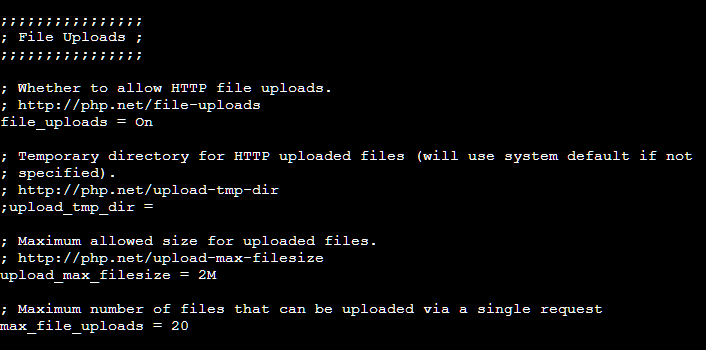 ;;;;;;;;;;;;;;;;
; File Uploads ;
;;;;;;;;;;;;;;;;
; Whether to allow HTTP file uploads.
; http://php.net/file-uploads
file_uploads = On
; Temporary directory for HTTP uploaded files (will use system default if not
; specified).
; http://php.net/upload-tmp-dir
;upload_tmp_dir =
; Maximum allowed size for uploaded files.
; http://php.net/upload-max-filesize
upload_max_filesize = 2M
; Maximum number of files that can be uploaded via a single request
max_file_uploads = 20